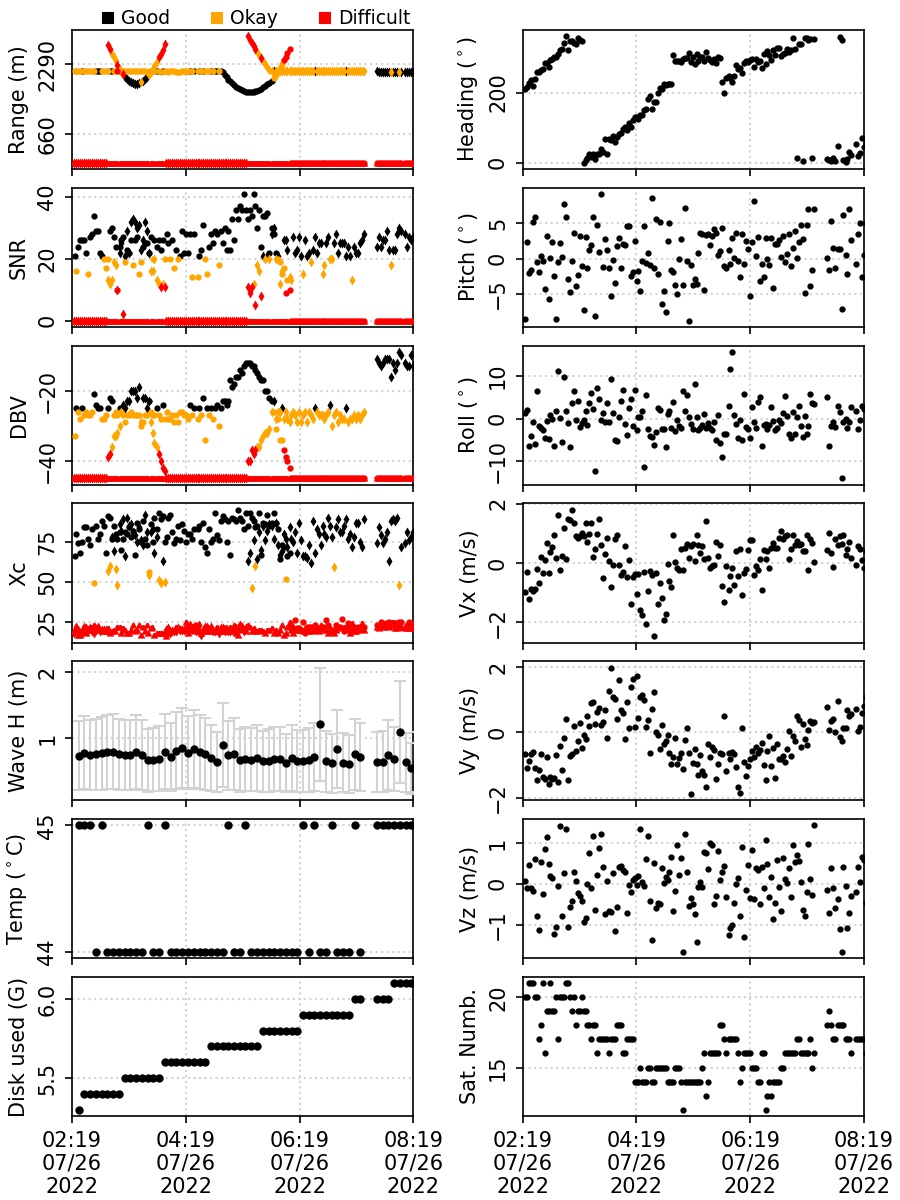 Good Okay Difficult
Range (m)
2290
660
Heading (°)
200
0
SNR
40
20
0
Pitch (°)
5
0
−5
DBV
−20
−40
Roll (°)
10
0
−10
Xc
75
50
25
Vx (m/s)
2
0
−2
Wave H (m)
2
1
Vy (m/s)
2
0
−2
Temp (°C)
45
44
Vz (m/s)
1
0
−1
Disk used (G)
6.0
5.5
Sat. Numb.
20
15
02:19 04:19 06:19 08:19 02:19 04:19 06:19 08:19
07/26 07/26 07/26 07/26 07/26 07/26 07/26 07/26
2022 2022 2022 2022 2022 2022 2022 2022